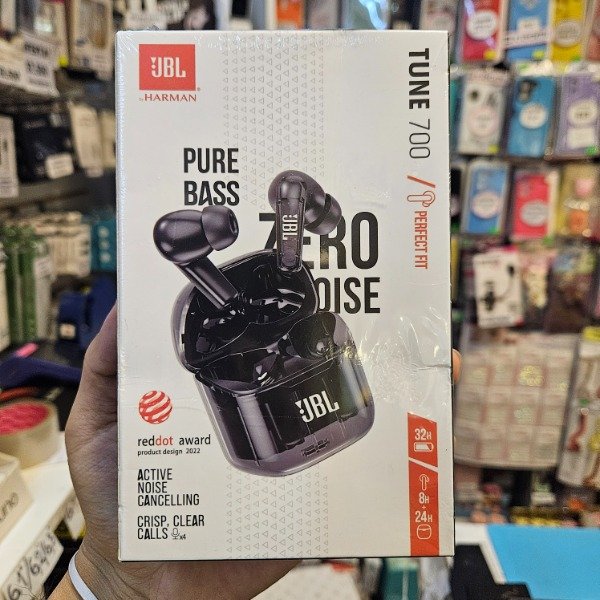 JBL
by HARMAN
TUNE 700
PERFECT FIT
PURE
BASS
ZERO
NOISE
JBL
JBL
reddot award
product design 2022
ACTIVE
NOISE
CANCELLING
CRISP, CLEAR
CALLS x4
32H
8H
+
24H